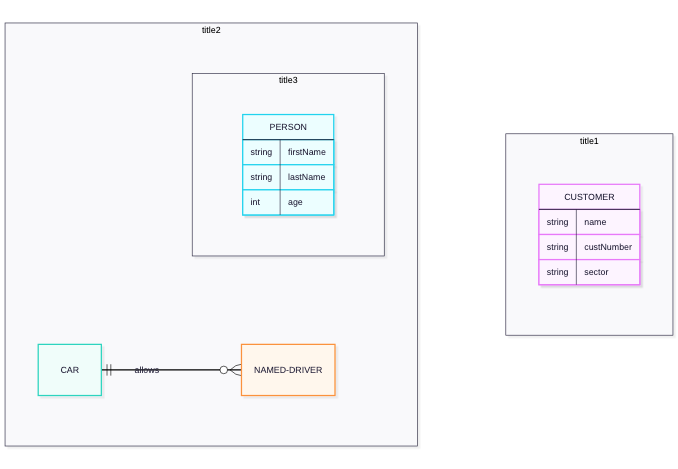 title2
title3
PERSON
string firstName
string lastName
int age
CAR
allows
NAMED-DRIVER
title1
CUSTOMER
string name
string custNumber
string sector